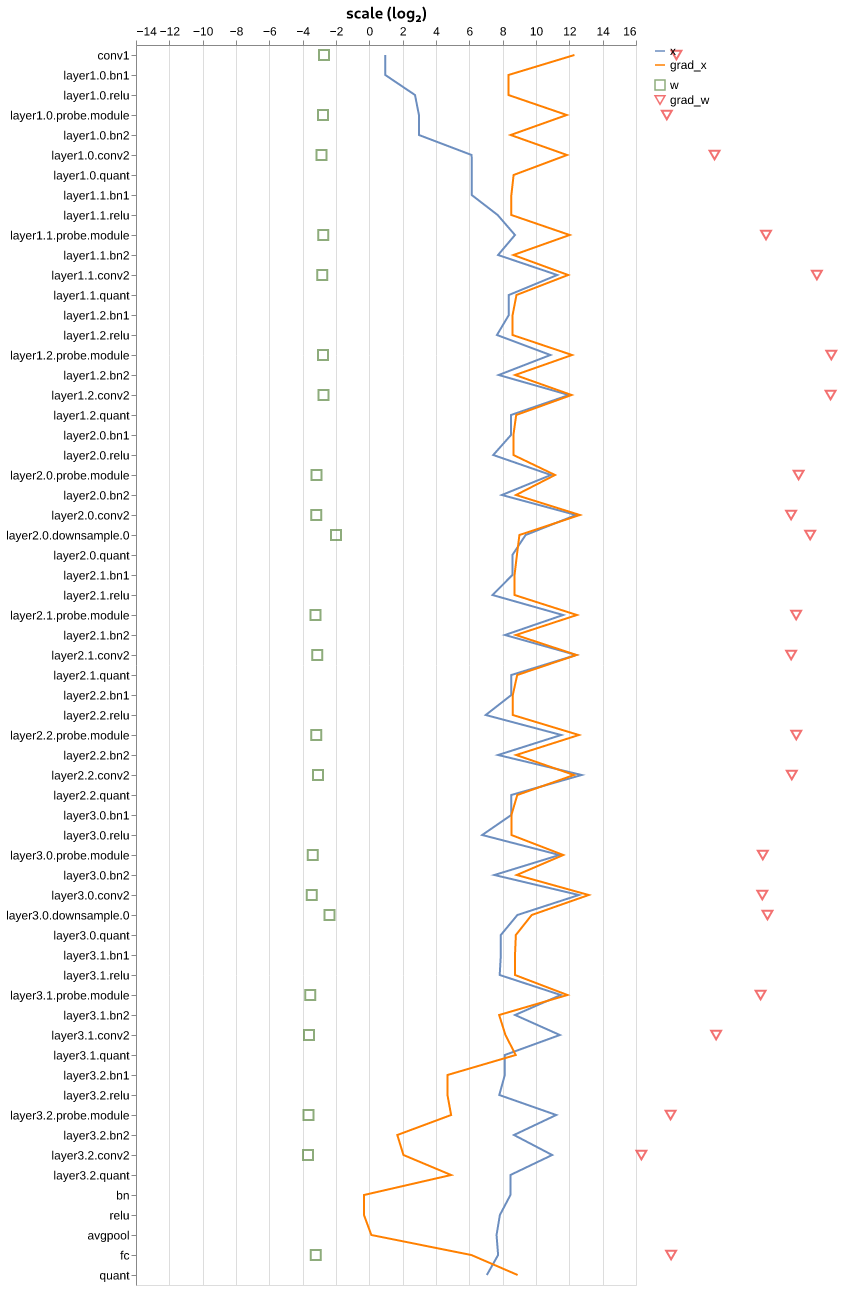 scale (log₂)
−14 −12 −10 −8 −6 −4 −2 0 2 4 6 8 10 12 14 16
conv1
layer1.0.bn1
layer1.0.relu
layer1.0.probe.module
layer1.0.bn2
layer1.0.conv2
layer1.0.quant
layer1.1.bn1
layer1.1.relu
layer1.1.probe.module
layer1.1.bn2
layer1.1.conv2
layer1.1.quant
layer1.2.bn1
layer1.2.relu
layer1.2.probe.module
layer1.2.bn2
layer1.2.conv2
layer1.2.quant
layer2.0.bn1
layer2.0.relu
layer2.0.probe.module
layer2.0.bn2
layer2.0.conv2
layer2.0.downsample.0
layer2.0.quant
layer2.1.bn1
layer2.1.relu
layer2.1.probe.module
layer2.1.bn2
layer2.1.conv2
layer2.1.quant
layer2.2.bn1
layer2.2.relu
layer2.2.probe.module
layer2.2.bn2
layer2.2.conv2
layer2.2.quant
layer3.0.bn1
layer3.0.relu
layer3.0.probe.module
layer3.0.bn2
layer3.0.conv2
layer3.0.downsample.0
layer3.0.quant
layer3.1.bn1
layer3.1.relu
layer3.1.probe.module
layer3.1.bn2
layer3.1.conv2
layer3.1.quant
layer3.2.bn1
layer3.2.relu
layer3.2.probe.module
layer3.2.bn2
layer3.2.conv2
layer3.2.quant
bn
relu
avgpool
fc
quant
x
grad_x
w
grad_w